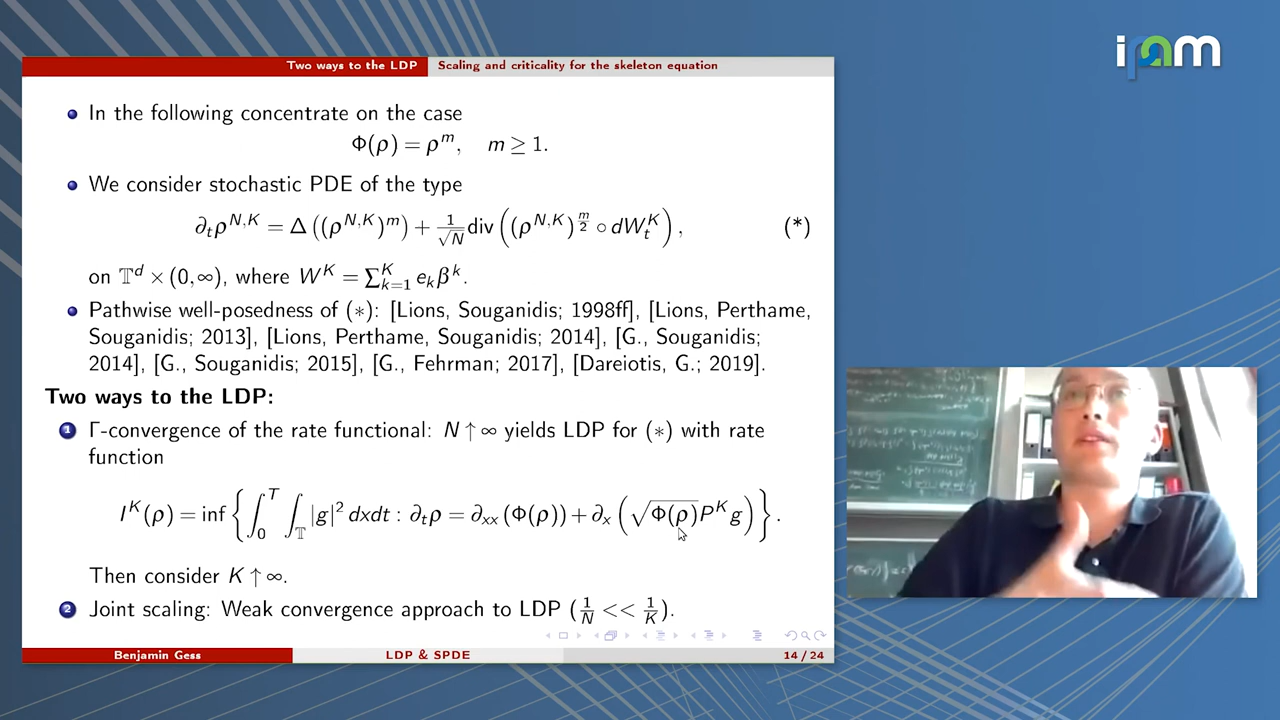 ipam
Two ways to the LDP Scaling and criticality for the skeleton equation
In the following concentrate on the case
Φ(ρ) = ρ^m, m ≥ 1.
We consider stochastic PDE of the type
∂_t ρ^{N,K} = Δ((ρ^{N,K})^m) + 1/√N div((ρ^{N,K})^{m/2} ∘ dW_t^K), (*)
on 𝕋^d × (0,∞), where W^K = ∑_{k=1}^K e_k β^k.
Pathwise well-posedness of (∗): [Lions, Souganidis; 1998ff], [Lions, Perthame,
Souganidis; 2013], [Lions, Perthame, Souganidis; 2014], [G., Souganidis;
2014], [G., Souganidis; 2015], [G., Fehrman; 2017], [Dareiotis, G.; 2019].
Two ways to the LDP:
1 Γ-convergence of the rate functional: N ↑ ∞ yields LDP for (∗) with rate
function
I^K(ρ) = inf { ∫_0^T ∫_𝕋 |g|² dxdt : ∂_t ρ = ∂_xx (Φ(ρ)) + ∂_x (√Φ(ρ) P^K g) }.
Then consider K ↑ ∞.
2 Joint scaling: Weak convergence approach to LDP (1/N << 1/K).
Benjamin Gess LDP & SPDE 14 / 24